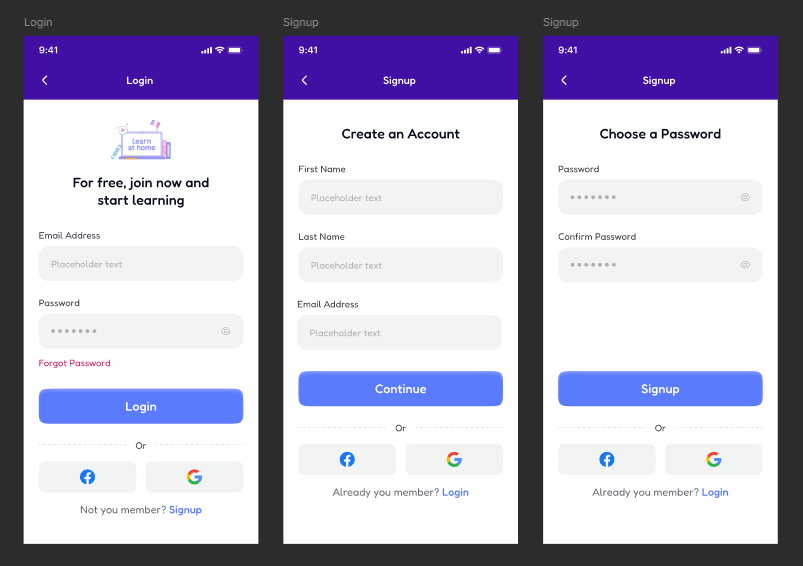 Login
9:41
Login
Learn
at home
For free, join now and
start learning
Email Address
Placeholder text
Password
Forgot Password
Login
Or
Not you member? Signup
Signup
9:41
Signup
Create an Account
First Name
Placeholder text
Last Name
Placeholder text
Email Address
Placeholder text
Continue
Or
Already you member? Login
Signup
9:41
Signup
Choose a Password
Password
Confirm Password
Signup
Or
Already you member? Login